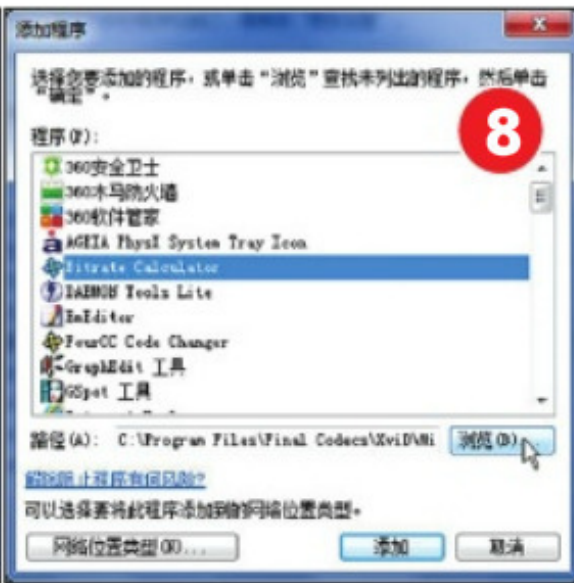 添加程序
选择您要添加的程序，或单击“浏览”查找未列出的程序，然后单击
“确定”。
8
程序(P):
360安全卫士
360木马防火墙
360软件管家
AGEIA PhysX System Tray Icon
Bitrate Calculator
DAEMON Tools Lite
EmEditor
FourCC Code Changer
GraphEdit 工具
GSpot 工具
路径(A): C:\Program Files\Final Codecs\XviD\Mi 浏览(B)...
解除阻止程序有何风险?
可以选择要将此程序添加到的网络位置类型。
网络位置类型(N)... 添加 取消